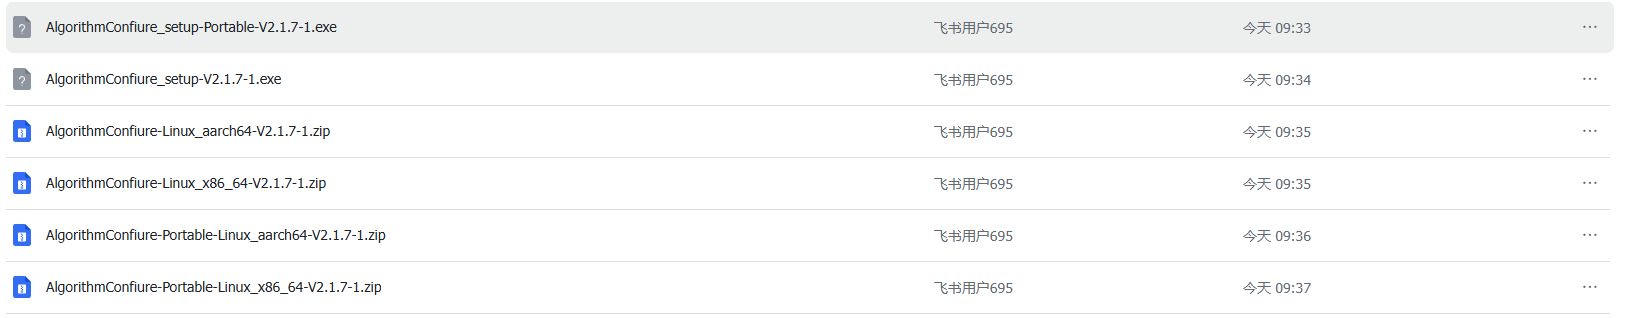 AlgorithmConfiure_setup-Portable-V2.1.7-1.exe 飞书用户695 今天 09:33
AlgorithmConfiure_setup-V2.1.7-1.exe 飞书用户695 今天 09:34
AlgorithmConfiure-Linux_aarch64-V2.1.7-1.zip 飞书用户695 今天 09:35
AlgorithmConfiure-Linux_x86_64-V2.1.7-1.zip 飞书用户695 今天 09:35
AlgorithmConfiure-Portable-Linux_aarch64-V2.1.7-1.zip 飞书用户695 今天 09:36
AlgorithmConfiure-Portable-Linux_x86_64-V2.1.7-1.zip 飞书用户695 今天 09:37